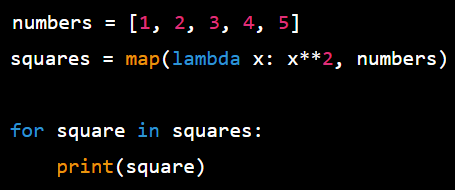 numbers = [1, 2, 3, 4, 5]
squares = map(lambda x: x**2, numbers)

for square in squares:
    print(square)